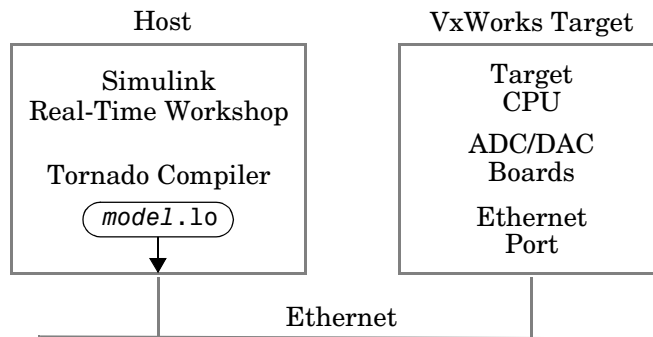 Host
Simulink
Real-Time Workshop
Tornado Compiler
model.lo
VxWorks Target
Target
CPU
ADC/DAC
Boards
Ethernet
Port
Ethernet